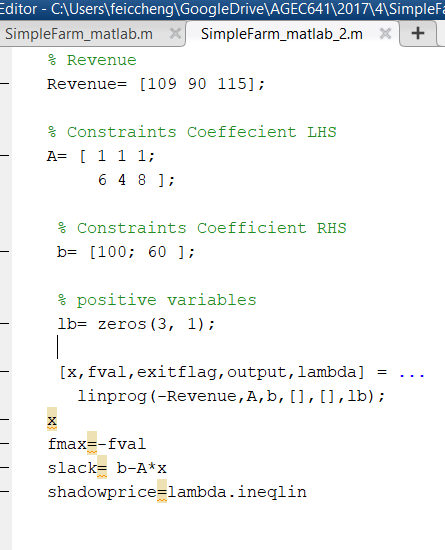 Editor - C:\Users\feiccheng\GoogleDrive\AGEC641\2017\4\SimpleFa
SimpleFarm_matlab.m × SimpleFarm_matlab_2.m × +
% Revenue
Revenue= [109 90 115];
% Constraints Coeffecient LHS
A= [ 1 1 1;
6 4 8 ];
% Constraints Coefficient RHS
b= [100; 60 ];
% positive variables
lb= zeros(3, 1);
[x,fval,exitflag,output,lambda] = ...
linprog(-Revenue,A,b,[],[],lb);
x
fmax=-fval
slack= b-A*x
shadowprice=lambda.ineqlin